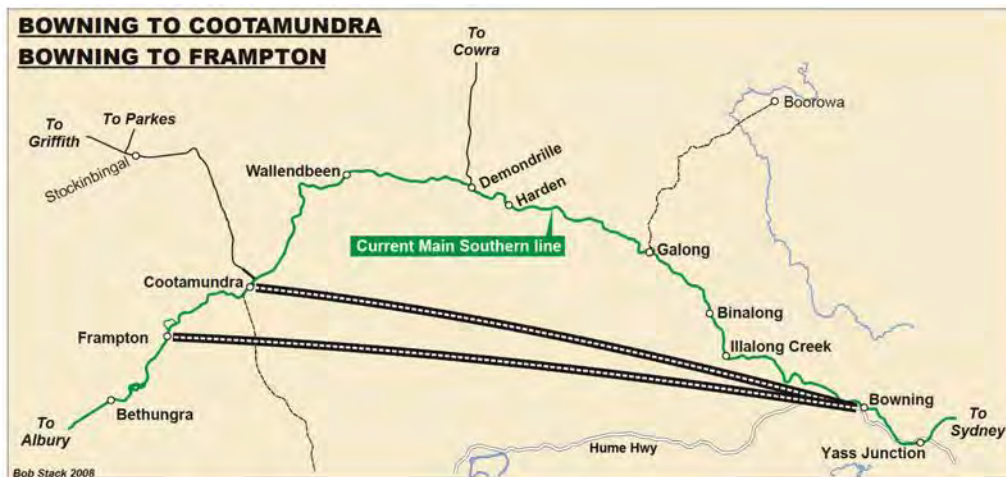 BOWNING TO COOTAMUNDRA
BOWNING TO FRAMPTON
To
Cowra
To Parkes
To
Griffith
Stockinbingal
Boorowa
Wallendbeen
Demondrille
Harden
Current Main Southern line
Galong
Cootamundra
Binalong
Frampton
Illalong Creek
Bethungra
Bowning
To
Albury
To
Sydney
Hume Hwy
Yass Junction
Bob Stack 2008